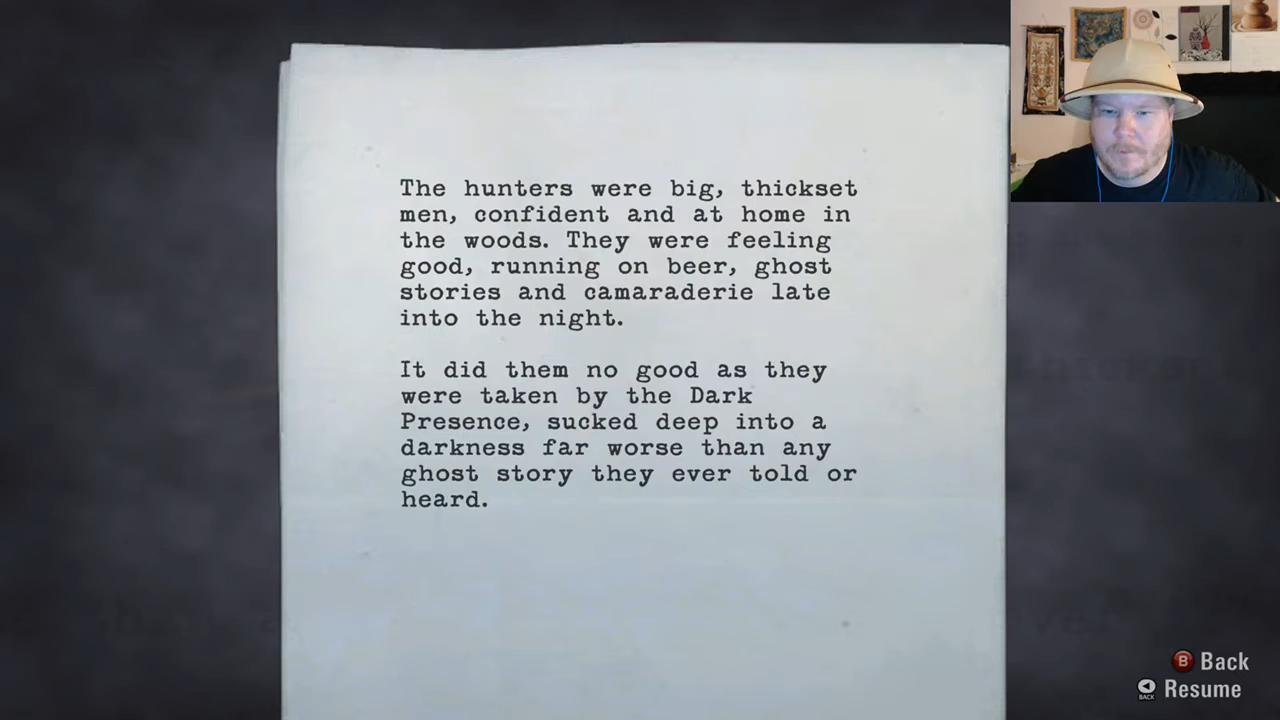 The hunters were big, thickset
men, confident and at home in
the woods. They were feeling
good, running on beer, ghost
stories and camaraderie late
into the night.
It did them no good as they
were taken by the Dark
Presence, sucked deep into a
darkness far worse than any
ghost story they ever told or
heard.
B Back
BACK Resume